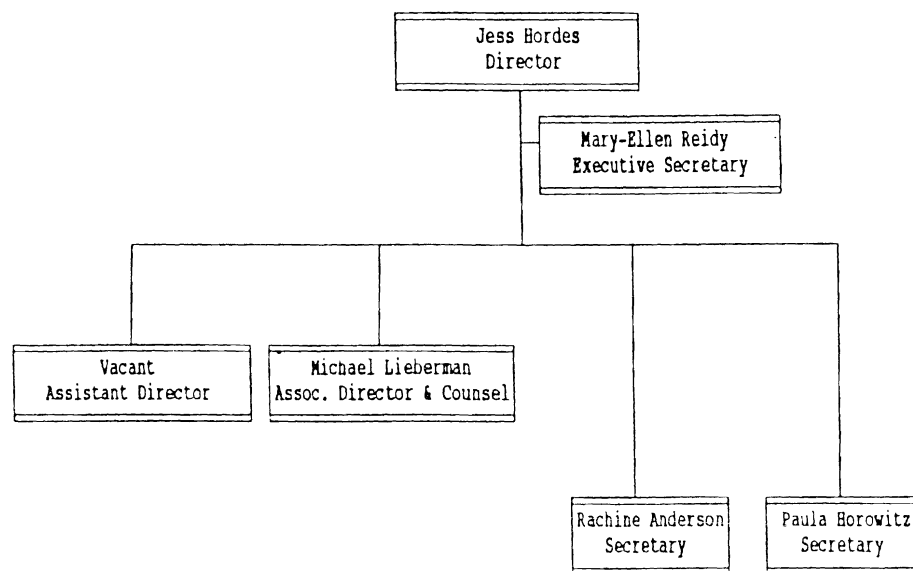 Jess Hordes
Director
Mary-Ellen Reidy
Executive Secretary
Vacant
Assistant Director
Michael Lieberman
Assoc. Director & Counsel
Rachine Anderson
Secretary
Paula Horowitz
Secretary